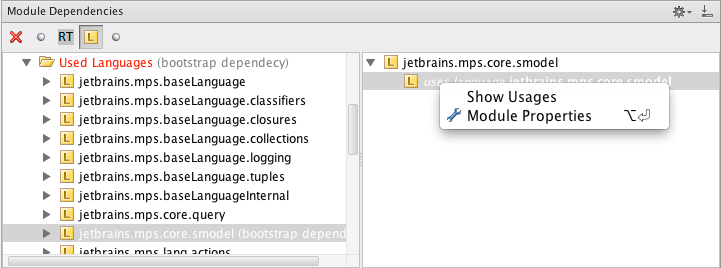 Module Dependencies
RT L
Used Languages (bootstrap dependecy)
L jetbrains.mps.baseLanguage
L jetbrains.mps.baseLanguage.classifiers
L jetbrains.mps.baseLanguage.closures
L jetbrains.mps.baseLanguage.collections
L jetbrains.mps.baseLanguage.logging
L jetbrains.mps.baseLanguage.tuples
L jetbrains.mps.baseLanguageInternal
L jetbrains.mps.core.query
L jetbrains.mps.core.smodel (bootstrap depend
L jetbrains.mps.lang.actions
L jetbrains.mps.core.smodel
L uses language jetbrains.mps.core.smodel
Show Usages
Module Properties ⌥⏎